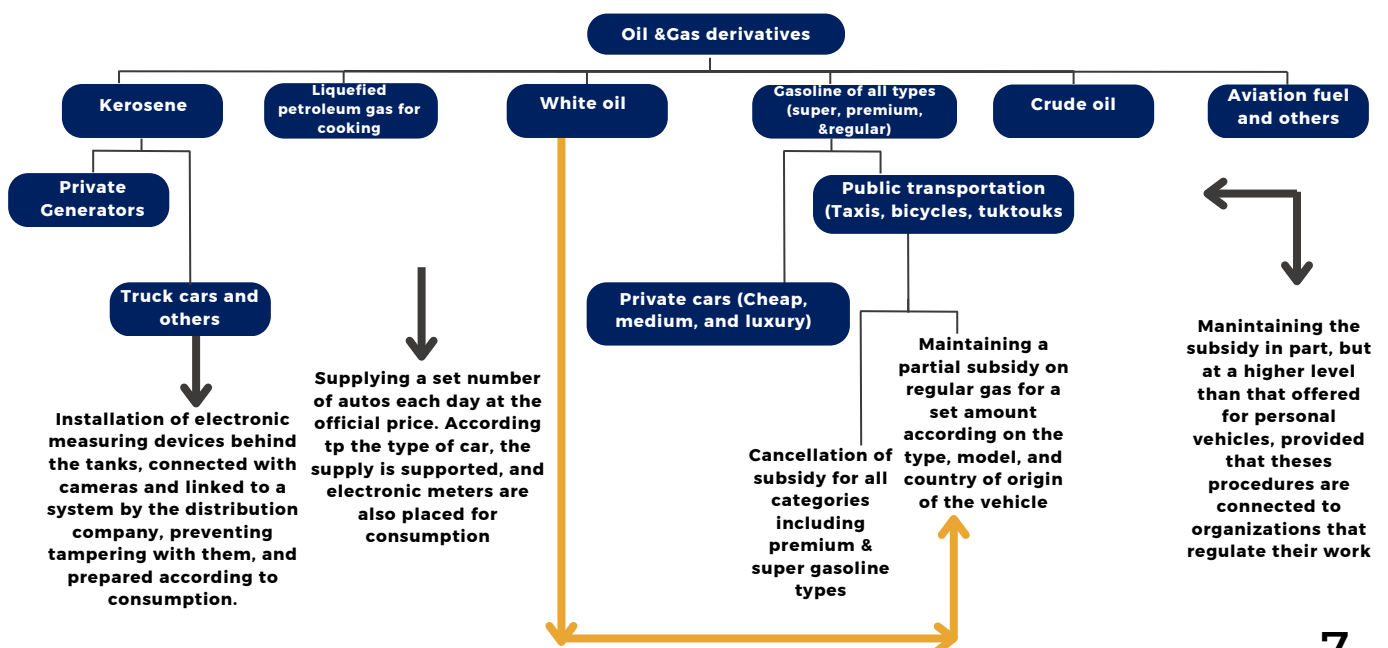 Oil &Gas derivatives
Kerosene
Liquefied
petroleum gas for
cooking
White oil
Gasoline of all types
(super, premium,
&regular)
Crude oil
Aviation fuel
and others
Private
Generators
Public transportation
(Taxis, bicycles, tuktouks
Truck cars and
others
Private cars (Cheap,
medium, and luxury)
Installation of electronic
measuring devices behind
the tanks, connected with
cameras and linked to a
system by the distribution
company, preventing
tampering with them, and
prepared according to
consumption.
Supplying a set number
of autos each day at the
official price. According
tp the type of car, the
supply is supported, and
electronic meters are
also placed for
consumption
Cancellation of
subsidy for all
categories
including
premium &
super gasoline
types
Maintaining a
partial subsidy on
regular gas for a
set amount
according on the
type, model, and
country of origin
of the vehicle
Manintaining the
subsidy in part, but
at a higher level
than that offered
for personal
vehicles, provided
that theses
procedures are
connected to
organizations that
regulate their work
7